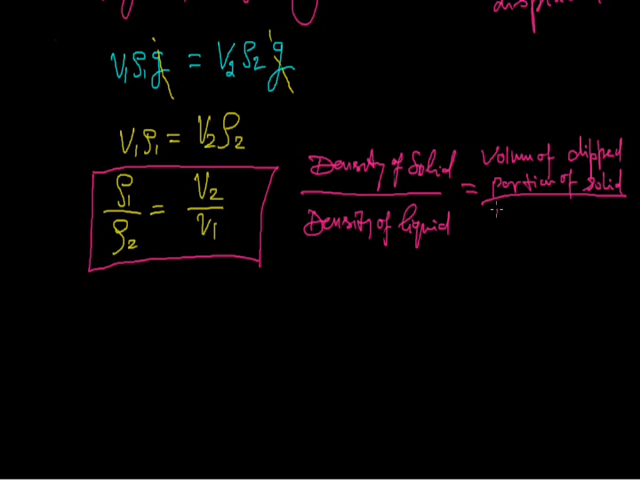 V₁ρ₁g = V₂ρ₂g
V₁ρ₁ = V₂ρ₂
ρ₁/ρ₂ = V₂/V₁
Density of Solid / Density of liquid = Volum of dipped portion of solid